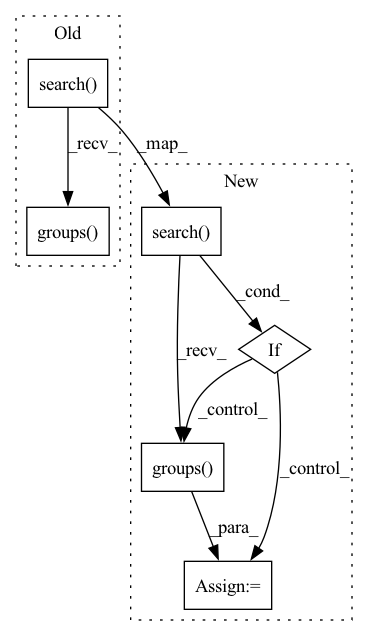 Old
search()
_recv_
_map_
New
groups()
search()
_cond_
_recv_
If
_control_
groups()
_control_
_para_
Assign:=